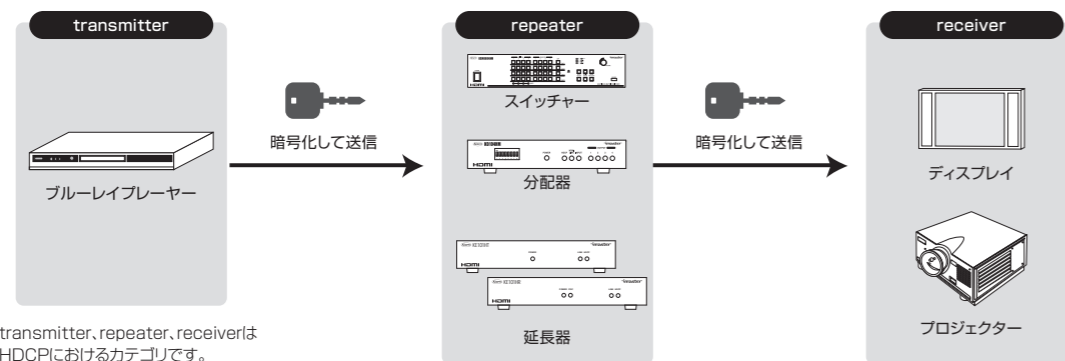 transmitter
repeater
receiver
HDMI
スイッチャー
暗号化して送信
暗号化して送信
HDMI
分配器
ブルーレイプレーヤー
ディスプレイ
HDMI
HDMI
延長器
プロジェクター
transmitter、repeater、receiverは
HDCPにおけるカテゴリです。